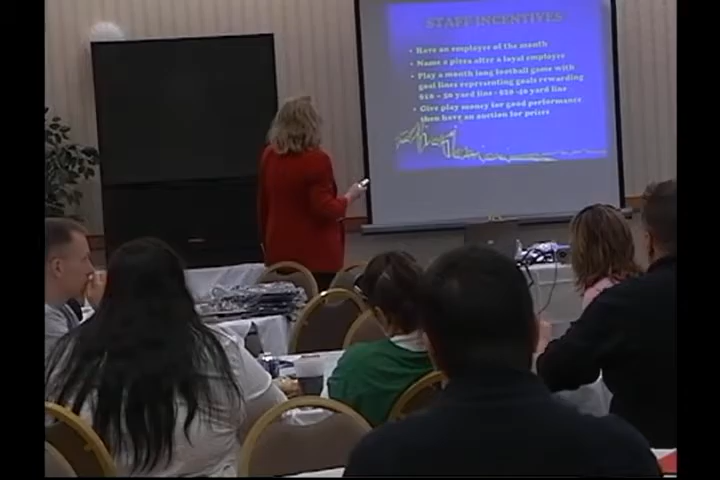 STAFF INCENTIVES
• Have an employee of the month
• Name a pizza after a loyal employee
• Play a month long football game with
goal lines representing goals rewarding
$10 - 50 yard line - $20 -40 yard line
• Give play money for good performance
then have an auction for prizes